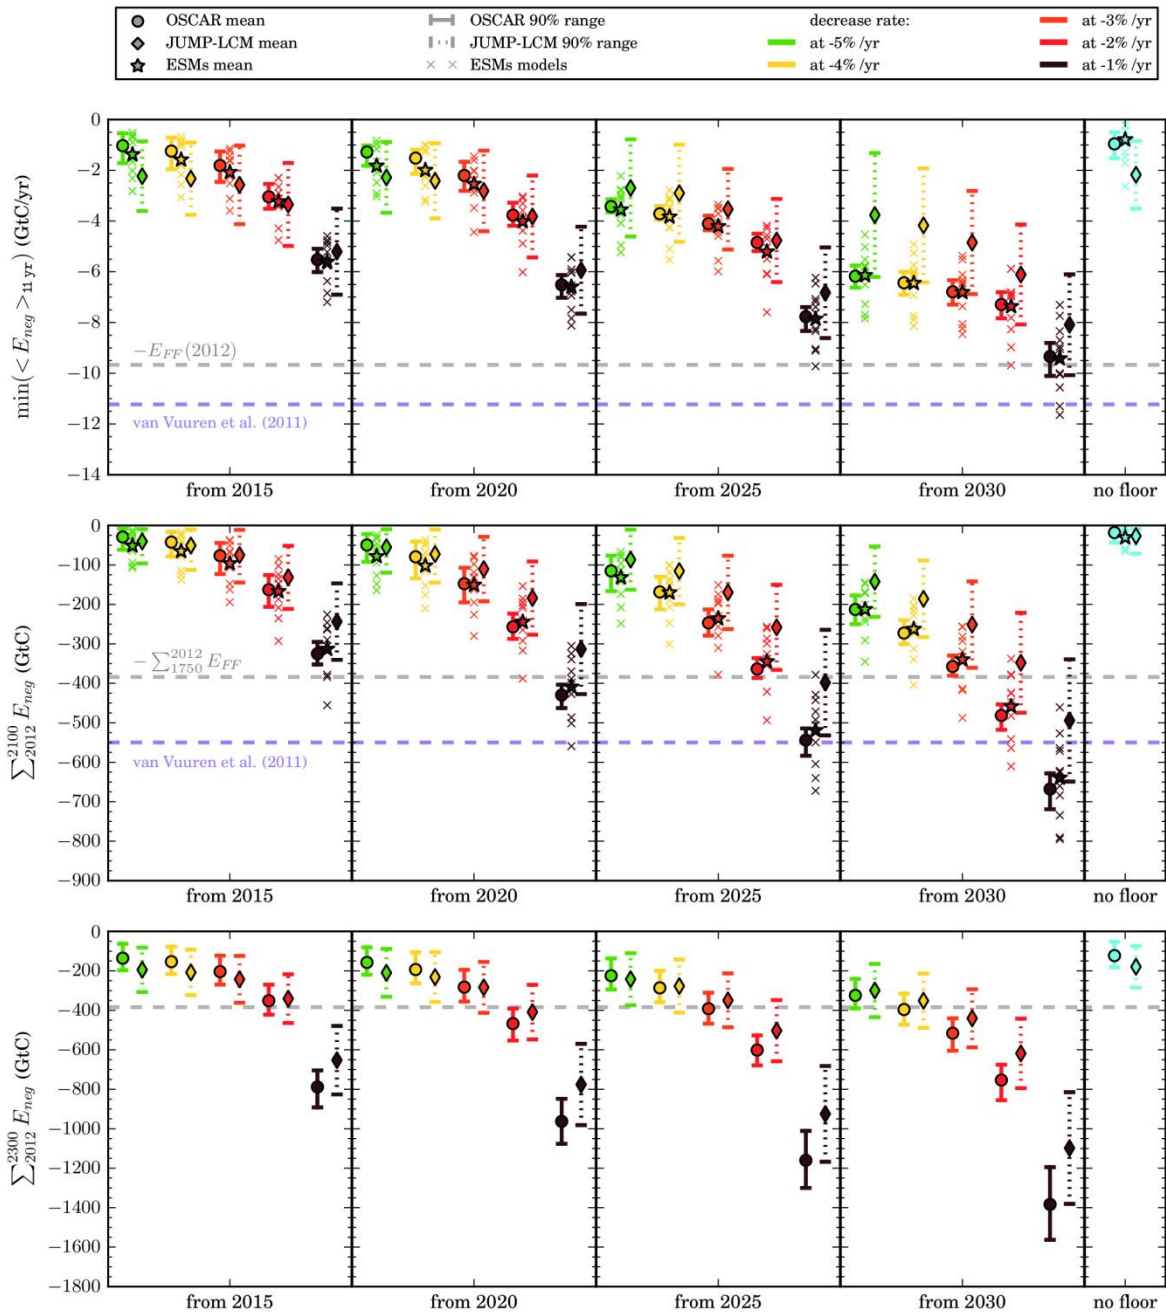 OSCAR mean OSCAR 90% range decrease rate: at -3% /yr
JUMP-LCM mean JUMP-LCM 90% range at -5% /yr at -2% /yr
ESMs mean ESMs models at -4% /yr at -1% /yr
min(< E_neg >_11 yr) (GtC/yr)
0
−2
−4
−6
−8
−10
−12
−14
−E_FF(2012)
van Vuuren et al. (2011)
from 2015 from 2020 from 2025 from 2030 no floor
∑_2012^2100 E_neg (GtC)
0
−100
−200
−300
−400
−500
−600
−700
−800
−900
−∑_1750^2012 E_FF
van Vuuren et al. (2011)
from 2015 from 2020 from 2025 from 2030 no floor
∑_2012^2300 E_neg (GtC)
0
−200
−400
−600
−800
−1000
−1200
−1400
−1600
−1800
from 2015 from 2020 from 2025 from 2030 no floor